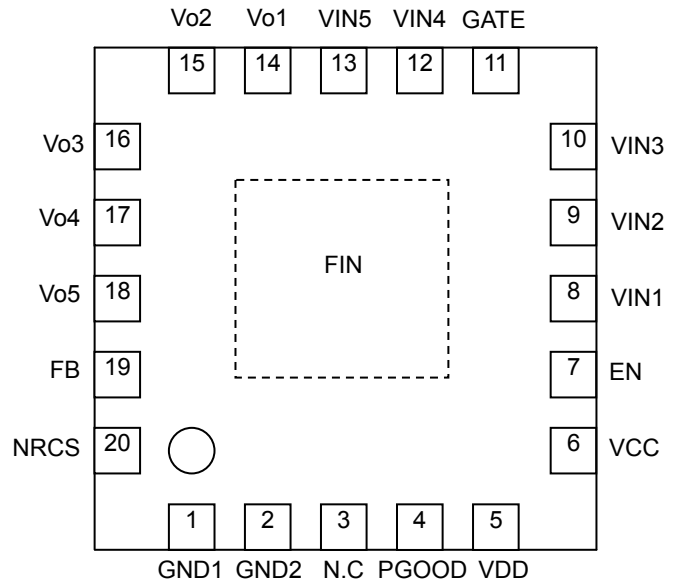 Vo2 Vo1 VIN5 VIN4 GATE
15 14 13 12 11
Vo3 16 10 VIN3
Vo4 17 9 VIN2
FIN
Vo5 18 8 VIN1
FB 19 7 EN
NRCS 20 6 VCC
1 2 3 4 5
GND1 GND2 N.C PGOOD VDD